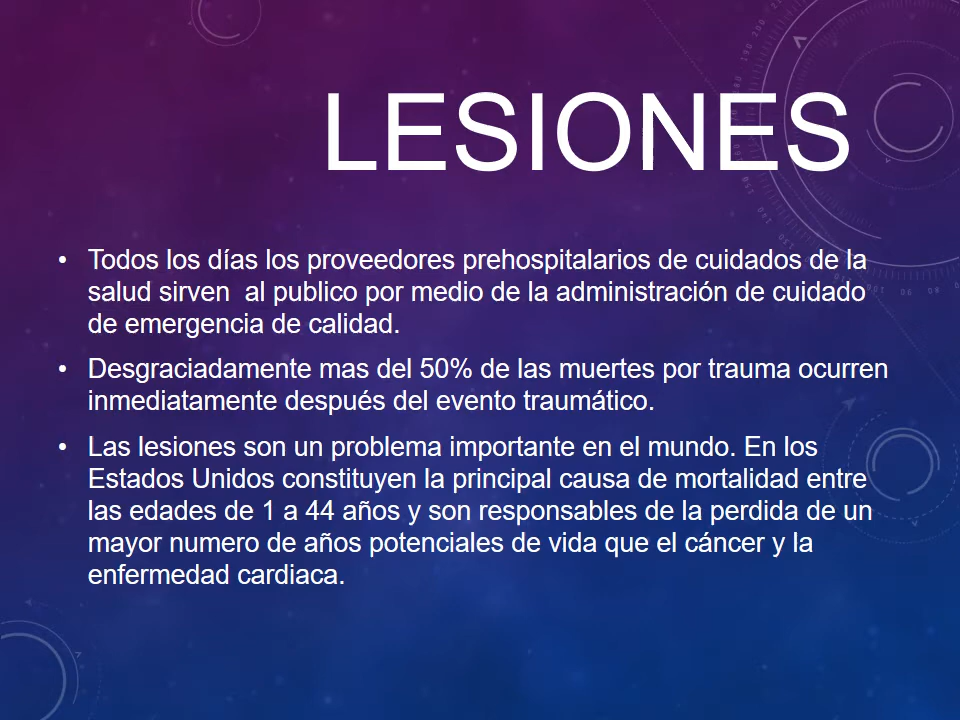 LESIONES
• Todos los días los proveedores prehospitalarios de cuidados de la
salud sirven  al publico por medio de la administración de cuidado
de emergencia de calidad.
• Desgraciadamente mas del 50% de las muertes por trauma ocurren
inmediatamente después del evento traumático.
• Las lesiones son un problema importante en el mundo. En los
Estados Unidos constituyen la principal causa de mortalidad entre
las edades de 1 a 44 años y son responsables de la perdida de un
mayor numero de años potenciales de vida que el cáncer y la
enfermedad cardiaca.